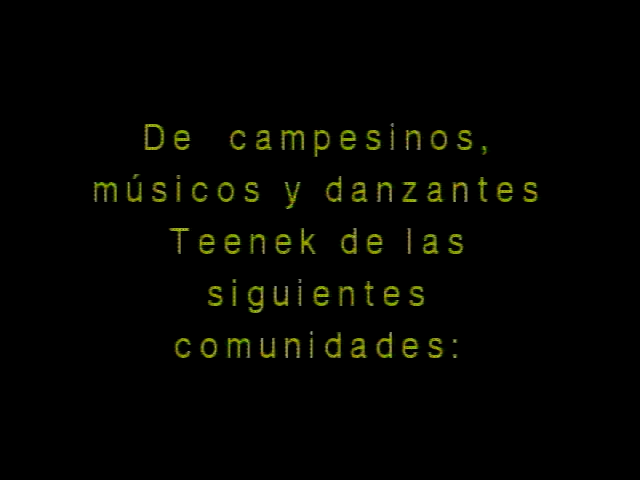 De campesinos,
músicos y danzantes
Teenek de las
siguientes
comunidades: